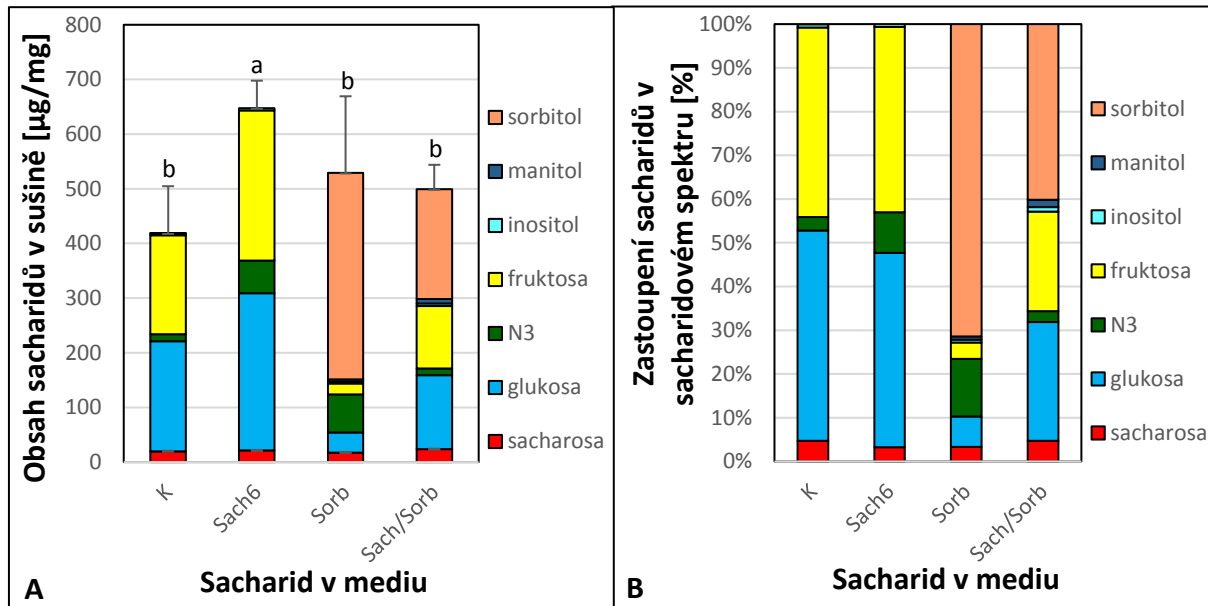 Obsah sacharidů v sušině [µg/mg]
800
700
600
500
400
300
200
100
0
b
a
b
b
K
Sach6
Sorb
Sach/Sorb
sorbitol
manitol
inositol
fruktosa
N3
glukosa
sacharosa
A
Sacharid v mediu
Zastoupení sacharidů v
sacharidovém spektru [%]
100%
90%
80%
70%
60%
50%
40%
30%
20%
10%
0%
K
Sach6
Sorb
Sach/Sorb
sorbitol
manitol
inositol
fruktosa
N3
glukosa
sacharosa
B
Sacharid v mediu